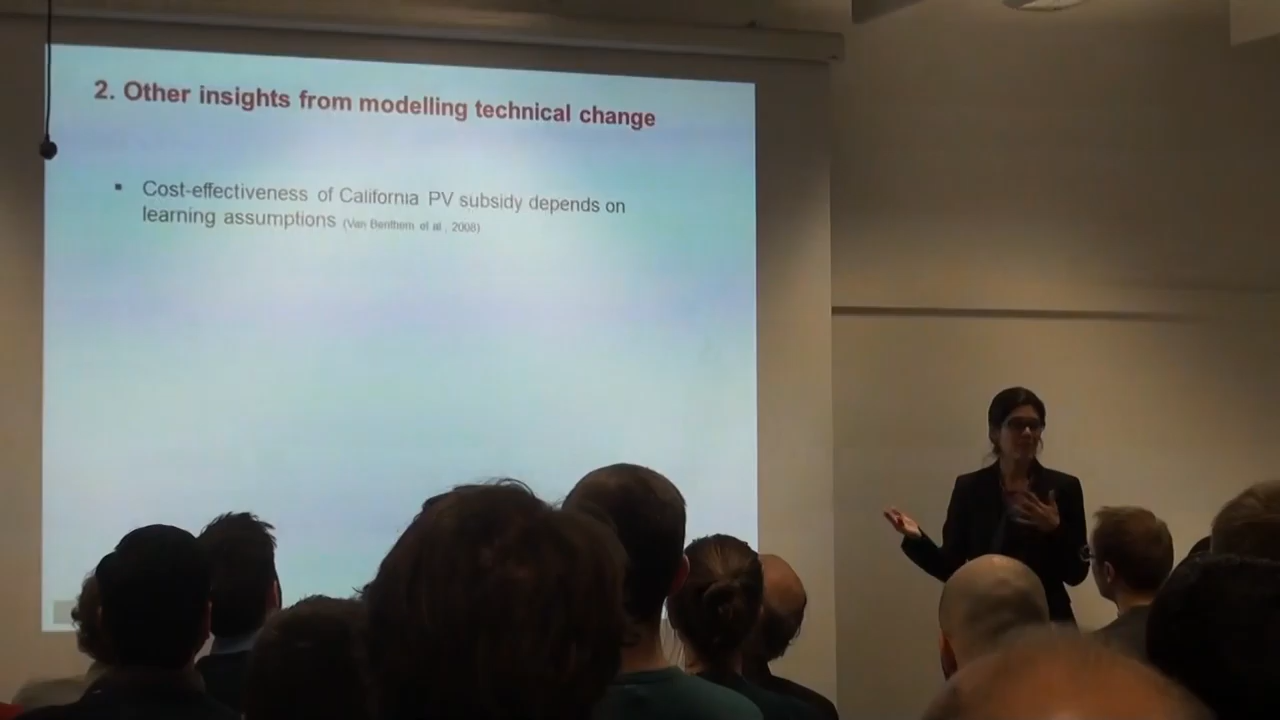 2. Other insights from modelling technical change
▪ Cost-effectiveness of California PV subsidy depends on
learning assumptions (Van Benthem et al., 2008)